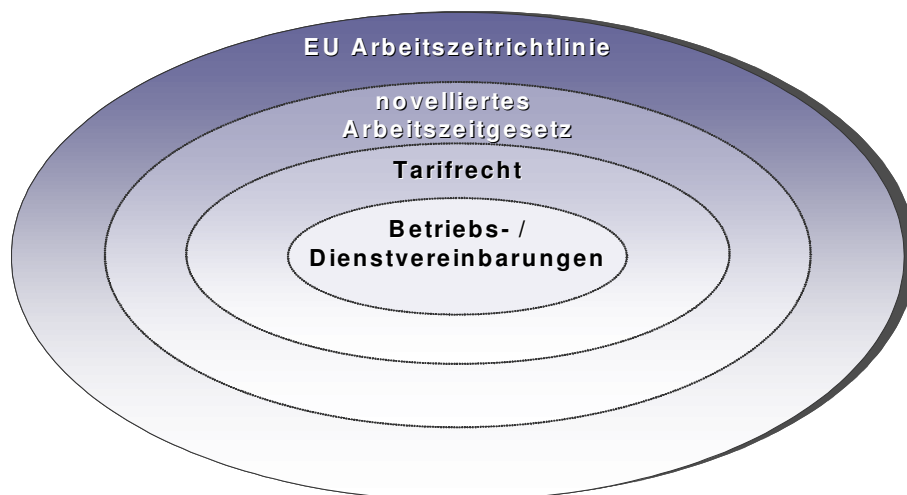 EU Arbeitszeitrichtlinie
novelliertes
Arbeitszeitgesetz
Tarifrecht
Betriebs- /
Dienstvereinbarungen